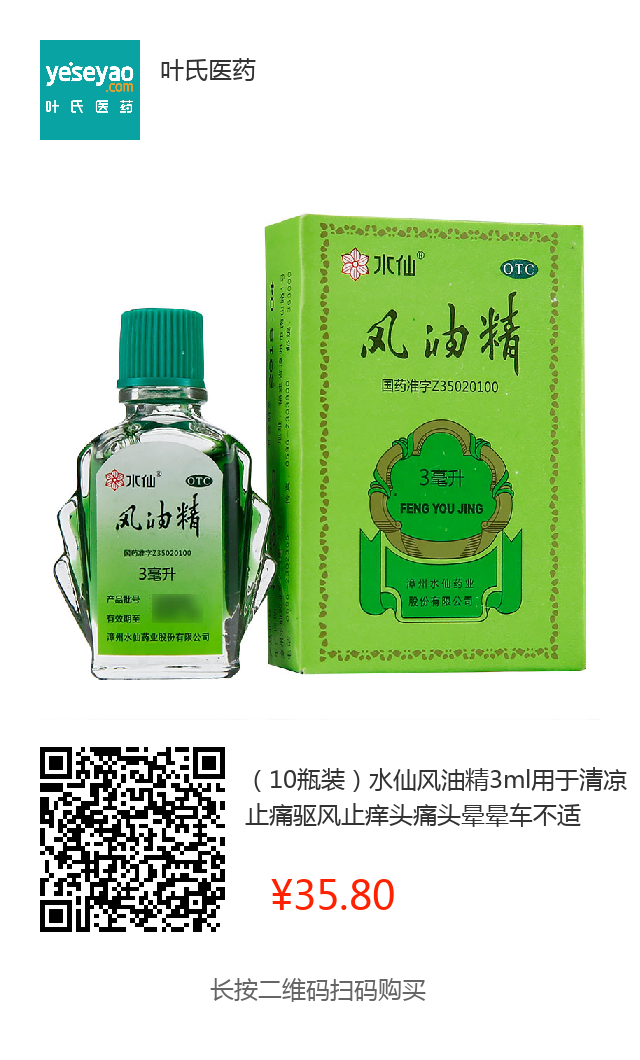 yeseyao
.com
叶氏医药
叶氏医药
水仙®
OTC
风油精
国药准字Z35020100
3毫升
FENG YOU JING
漳州水仙药业
股份有限公司
水仙®
OTC
风油精
国药准字Z35020100
3毫升
产品批号
有效期至
漳州水仙药业股份有限公司
（10瓶装）水仙风油精3ml用于清凉
止痛驱风止痒头痛头晕晕车不适
¥35.80
长按二维码扫码购买